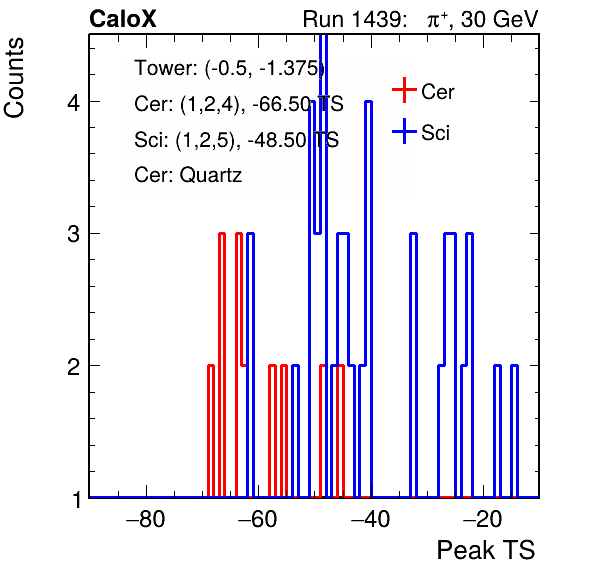 CaloX Run 1439: π⁺, 30 GeV
Counts
Tower: (-0.5, -1.375)
Cer: (1,2,4), -66.50 TS
Sci: (1,2,5), -48.50 TS
Cer: Quartz
Cer
Sci
4
3
2
1
−80 −60 −40 −20
Peak TS